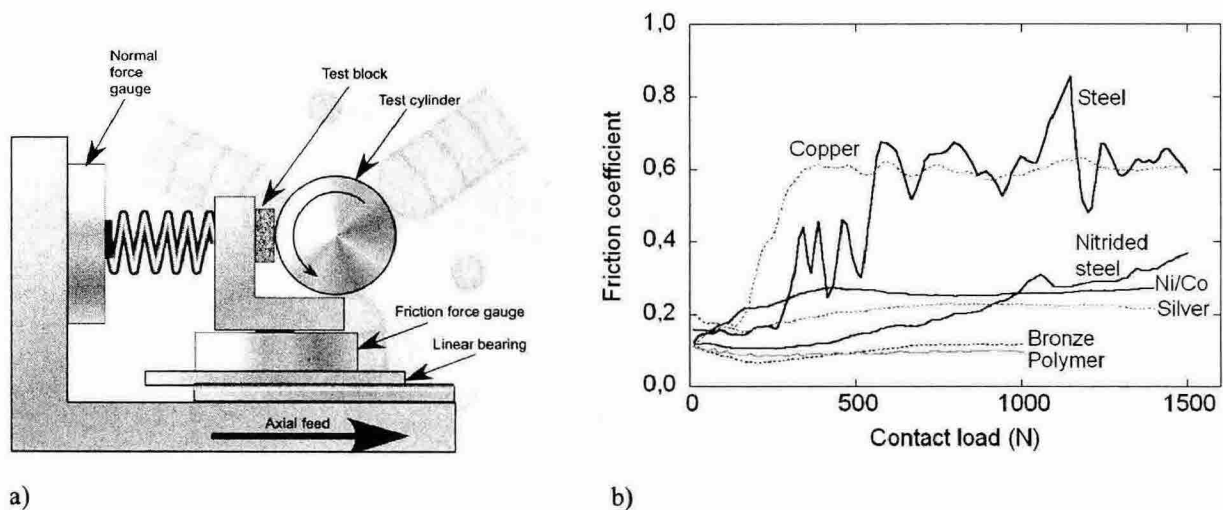 Normal
force
gauge
Test block
Test cylinder
Friction force gauge
Linear bearing
Axial feed
a)
1,0
0,8
0,6
0,4
0,2
0,0
Friction coefficient
Steel
Copper
Nitrided
steel
Ni/Co
Silver
Bronze
Polymer
0
500
1000
1500
Contact load (N)
b)